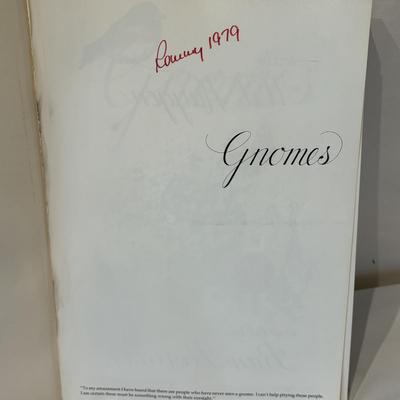 1979
Gnomes
"To my amazement I have heard that there are people who have never seen a gnome. I can't help pitying these people.
I am certain there must be something wrong with their eyesight."